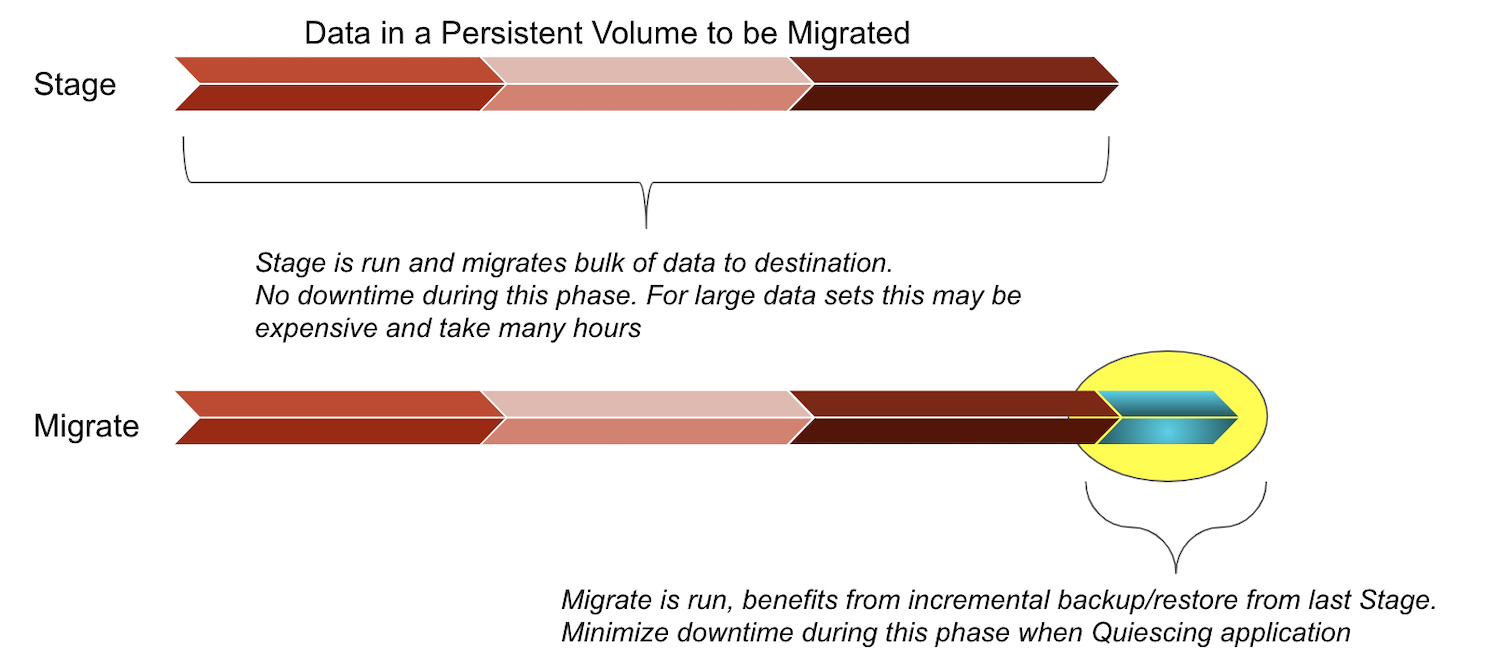 Data in a Persistent Volume to be Migrated
Stage
Stage is run and migrates bulk of data to destination.
No downtime during this phase. For large data sets this may be
expensive and take many hours
Migrate
Migrate is run, benefits from incremental backup/restore from last Stage.
Minimize downtime during this phase when Quiescing application